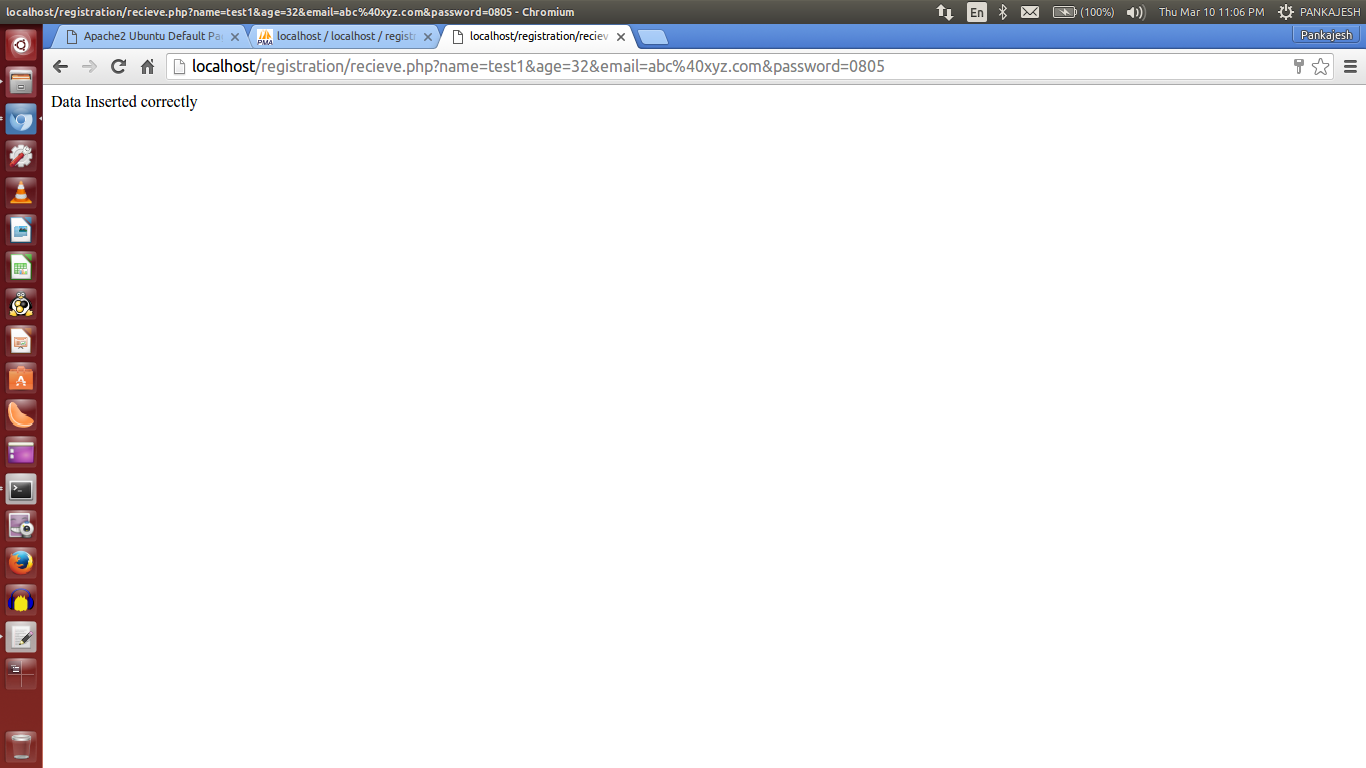 localhost/registration/recieve.php?name=test1&age=32&email=abc%40xyz.com&password=0805 - Chromium
En (100%) Thu Mar 10 11:06 PM PANKAJESH
Apache2 Ubuntu Default Pa localhost / localhost / registr localhost/registration/reciev Pankajesh
PMA
localhost/registration/recieve.php?name=test1&age=32&email=abc%40xyz.com&password=0805
Data Inserted correctly